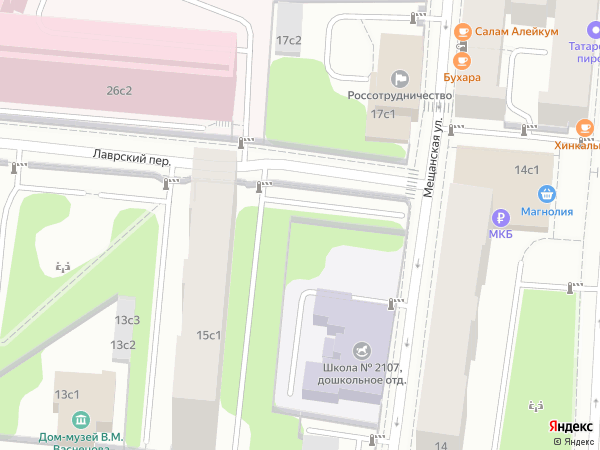 17с2
Салам Алейкум
Татарс
пиро
Бухара
26с2
Россотрудничество
17с1
Хинкалы
Лаврский пер.
Мещанская ул.
14с1
Магнолия
МКБ
13с3
13с2
15с1
Школа № 2107,
дошкольное отд.
13с1
Дом-музей В.М.
Васнецова
14
Яндекс
© Яндекс